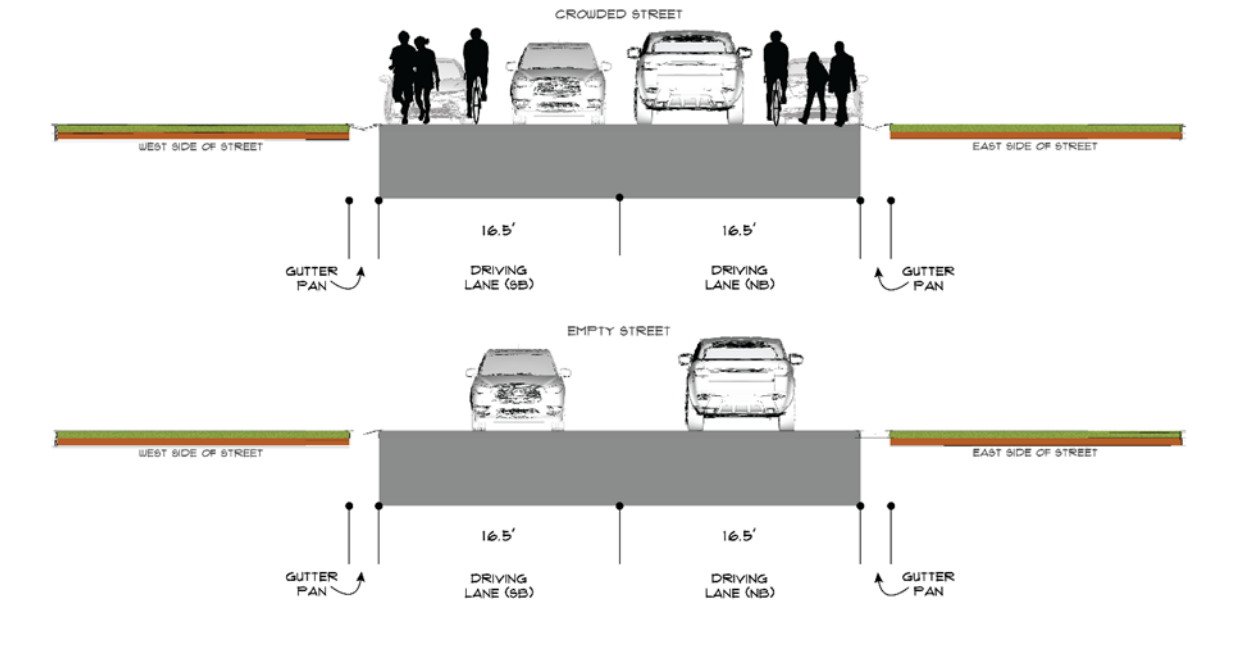 CROWDED STREET
WEST SIDE OF STREET
EAST SIDE OF STREET
16.5'
16.5'
GUTTER
PAN
DRIVING
LANE (SB)
DRIVING
LANE (NB)
GUTTER
PAN
EMPTY STREET
WEST SIDE OF STREET
EAST SIDE OF STREET
16.5'
16.5'
GUTTER
PAN
DRIVING
LANE (SB)
DRIVING
LANE (NB)
GUTTER
PAN